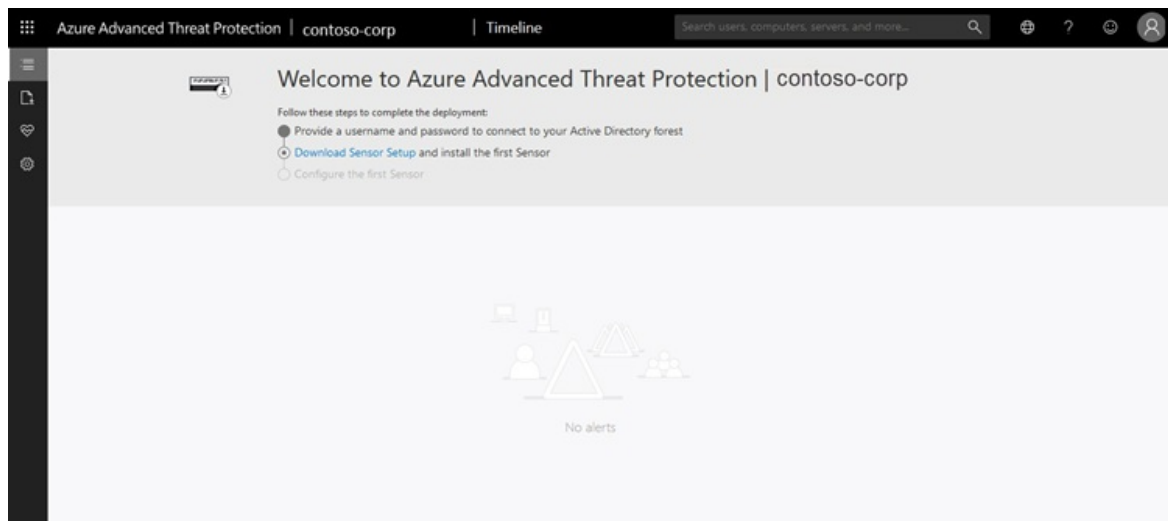 Azure Advanced Threat Protection | contoso-corp | Timeline Search users, computers, servers, and more... ?
Welcome to Azure Advanced Threat Protection | contoso-corp
Follow these steps to complete the deployment:
Provide a username and password to connect to your Active Directory forest
Download Sensor Setup and install the first Sensor
Configure the first Sensor
No alerts